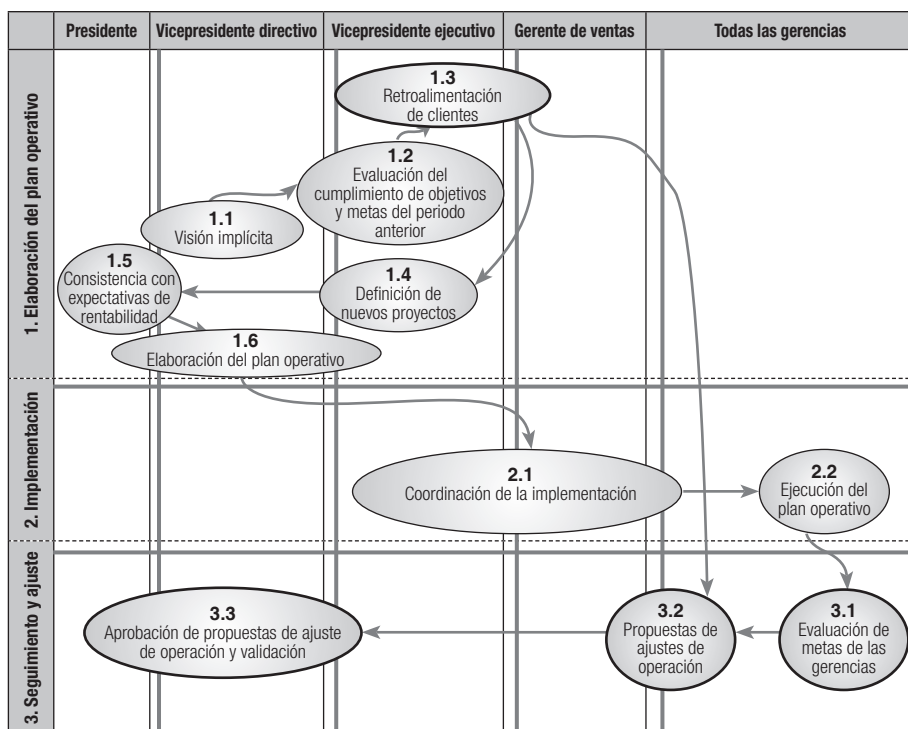 Presidente
Vicepresidente directivo
Vicepresidente ejecutivo
Gerente de ventas
Todas las gerencias
1. Elaboración del plan operativo
1.3
Retroalimentación
de clientes
1.2
Evaluación del
cumplimiento de objetivos
y metas del periodo
anterior
1.1
Visión implícita
1.5
Consistencia con
expectativas de
rentabilidad
1.4
Definición de
nuevos proyectos
1.6
Elaboración del plan operativo
2. Implementación
2.1
Coordinación de la implementación
2.2
Ejecución del
plan operativo
3. Seguimiento y ajuste
3.3
Aprobación de propuestas de ajuste
de operación y validación
3.2
Propuestas de
ajustes de
operación
3.1
Evaluación de
metas de las
gerencias